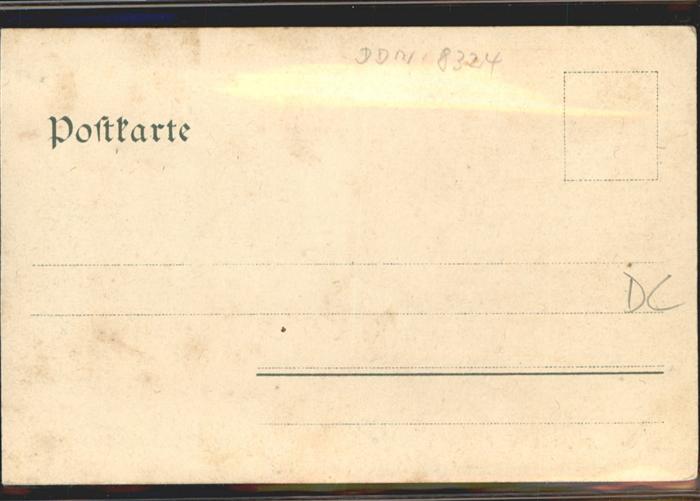 DDM. 8324
Postkarte
DC